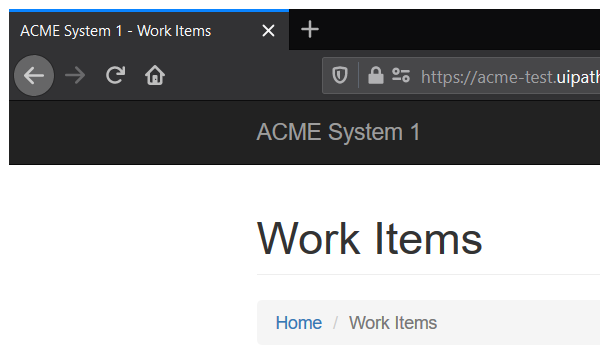 ACME System 1 - Work Items
https://acme-test.uipath
ACME System 1
Work Items
Home / Work Items